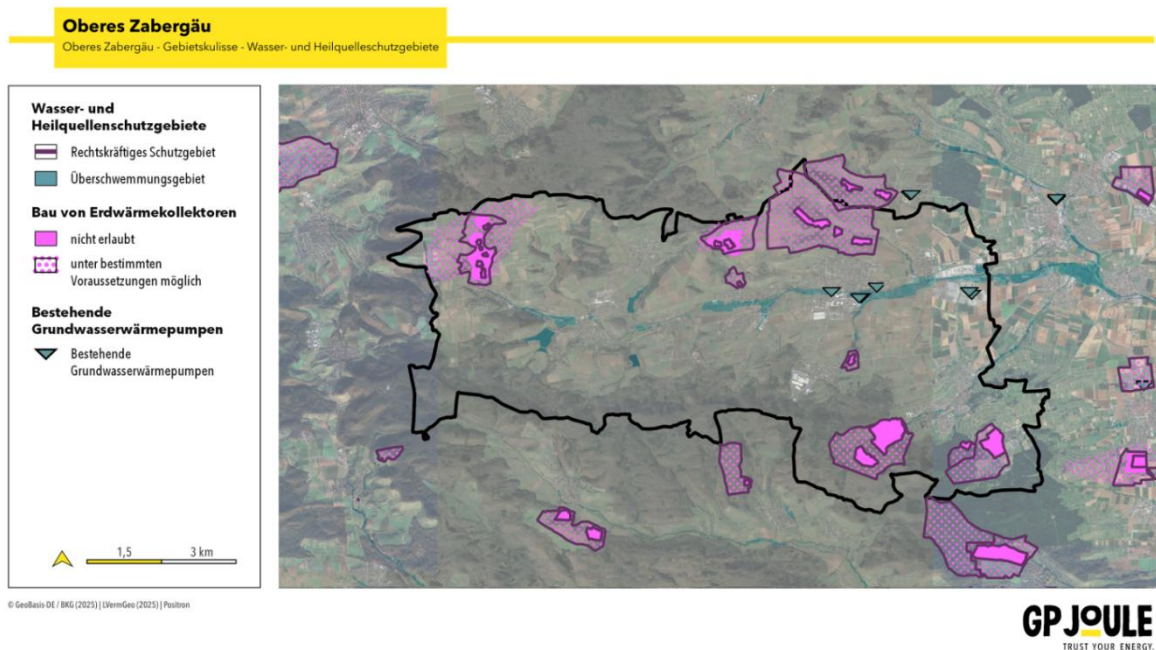 Oberes Zabergäu
Oberes Zabergäu - Gebietskulisse - Wasser- und Heilquelleschutzgebiete
Wasser- und
Heilquellenschutzgebiete
Rechtskräftiges Schutzgebiet
Überschwemmungsgebiet
Bau von Erdwärmekollektoren
nicht erlaubt
unter bestimmten
Voraussetzungen möglich
Bestehende
Grundwasserwärmepumpen
Bestehende
Grundwasserwärmepumpen
1,5 3 km
© GeoBasis-DE / BKG (2025) | LVermGeo (2025) | Positron
GP JOULE
TRUST YOUR ENERGY.